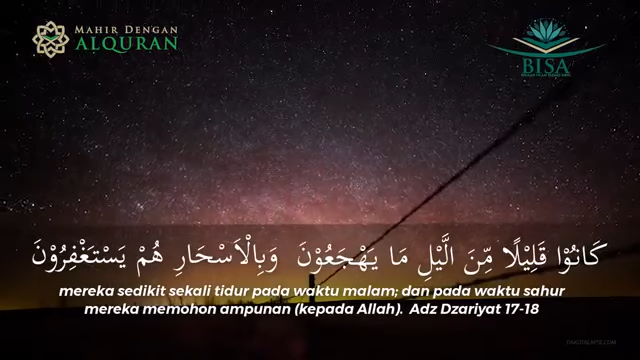 MAHIR DENGAN
ALQURAN
BISA
كَانُوْا قَلِيْلًا مِّنَ الَّيْلِ مَا يَهْجَعُوْنَ وَبِالْاَسْحَارِ هُمْ يَسْتَغْفِرُوْنَ
mereka sedikit sekali tidur pada waktu malam; dan pada waktu sahur
mereka memohon ampunan (kepada Allah). Adz Dzariyat 17-18